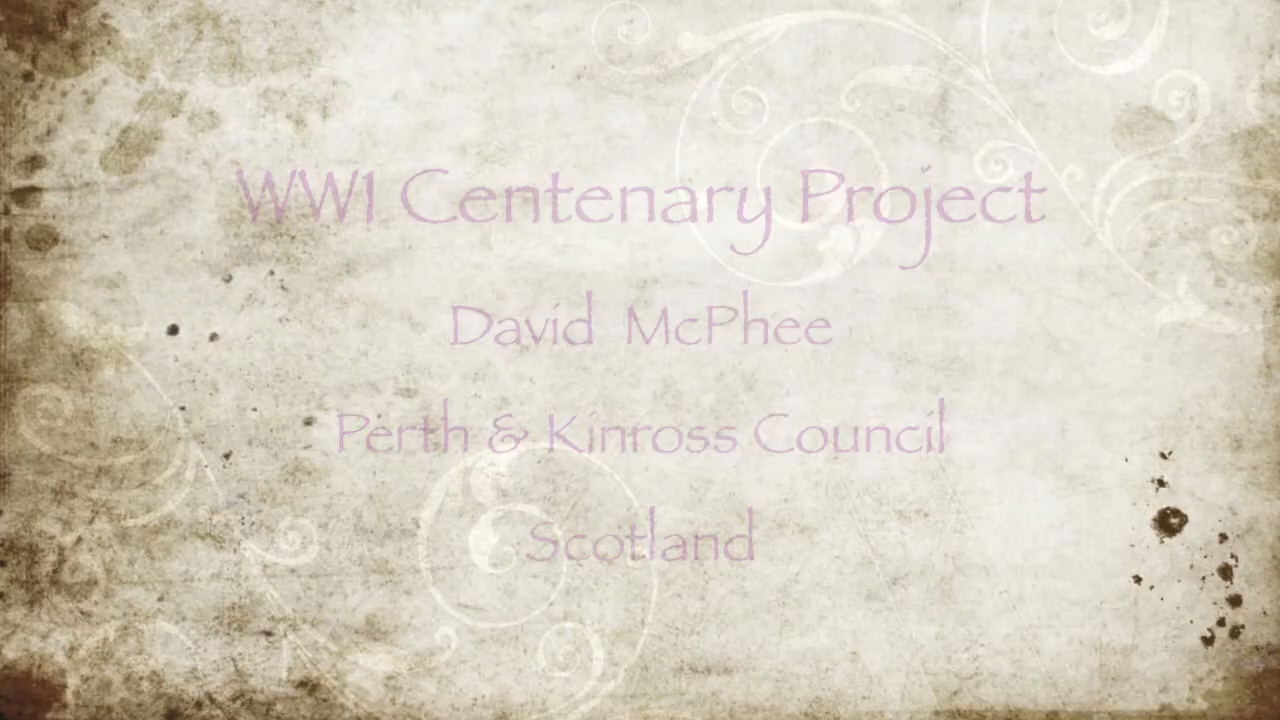 WW1 Centenary Project
David McPhee
Perth & Kinross Council
Scotland